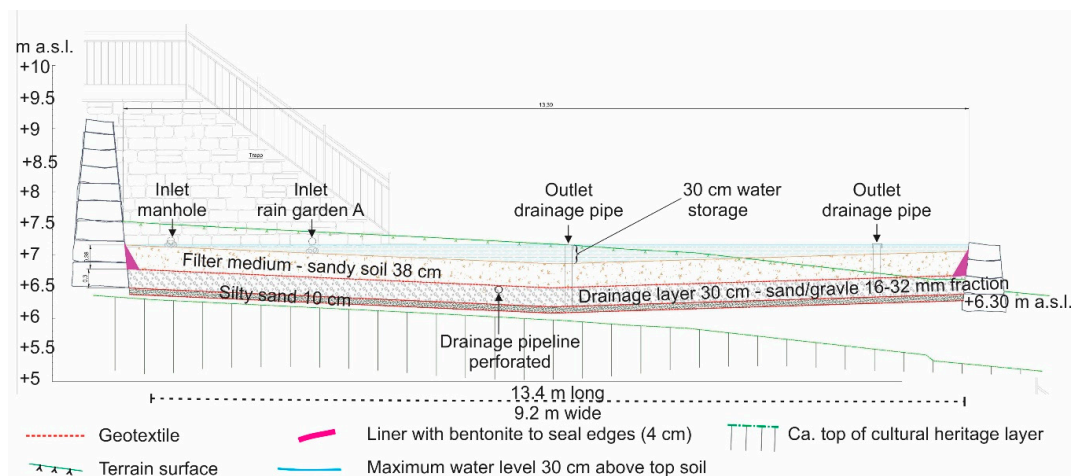 m a.s.l.
+10
+9.5
+9
+8.5
+8
+7.5
+7
+6.5
+6
+5.5
+5
13.39
Trapp
Inlet
manhole
Inlet
rain garden A
Outlet
drainage pipe
30 cm water
storage
Outlet
drainage pipe
Filter medium - sandy soil 38 cm
Silty sand 10 cm
Drainage layer 30 cm - sand/gravle 16-32 mm fraction
+6.30 m a.s.l.
Drainage pipeline
perforated
13.4 m long
9.2 m wide
Geotextile
Liner with bentonite to seal edges (4 cm)
Ca. top of cultural heritage layer
Terrain surface
Maximum water level 30 cm above top soil